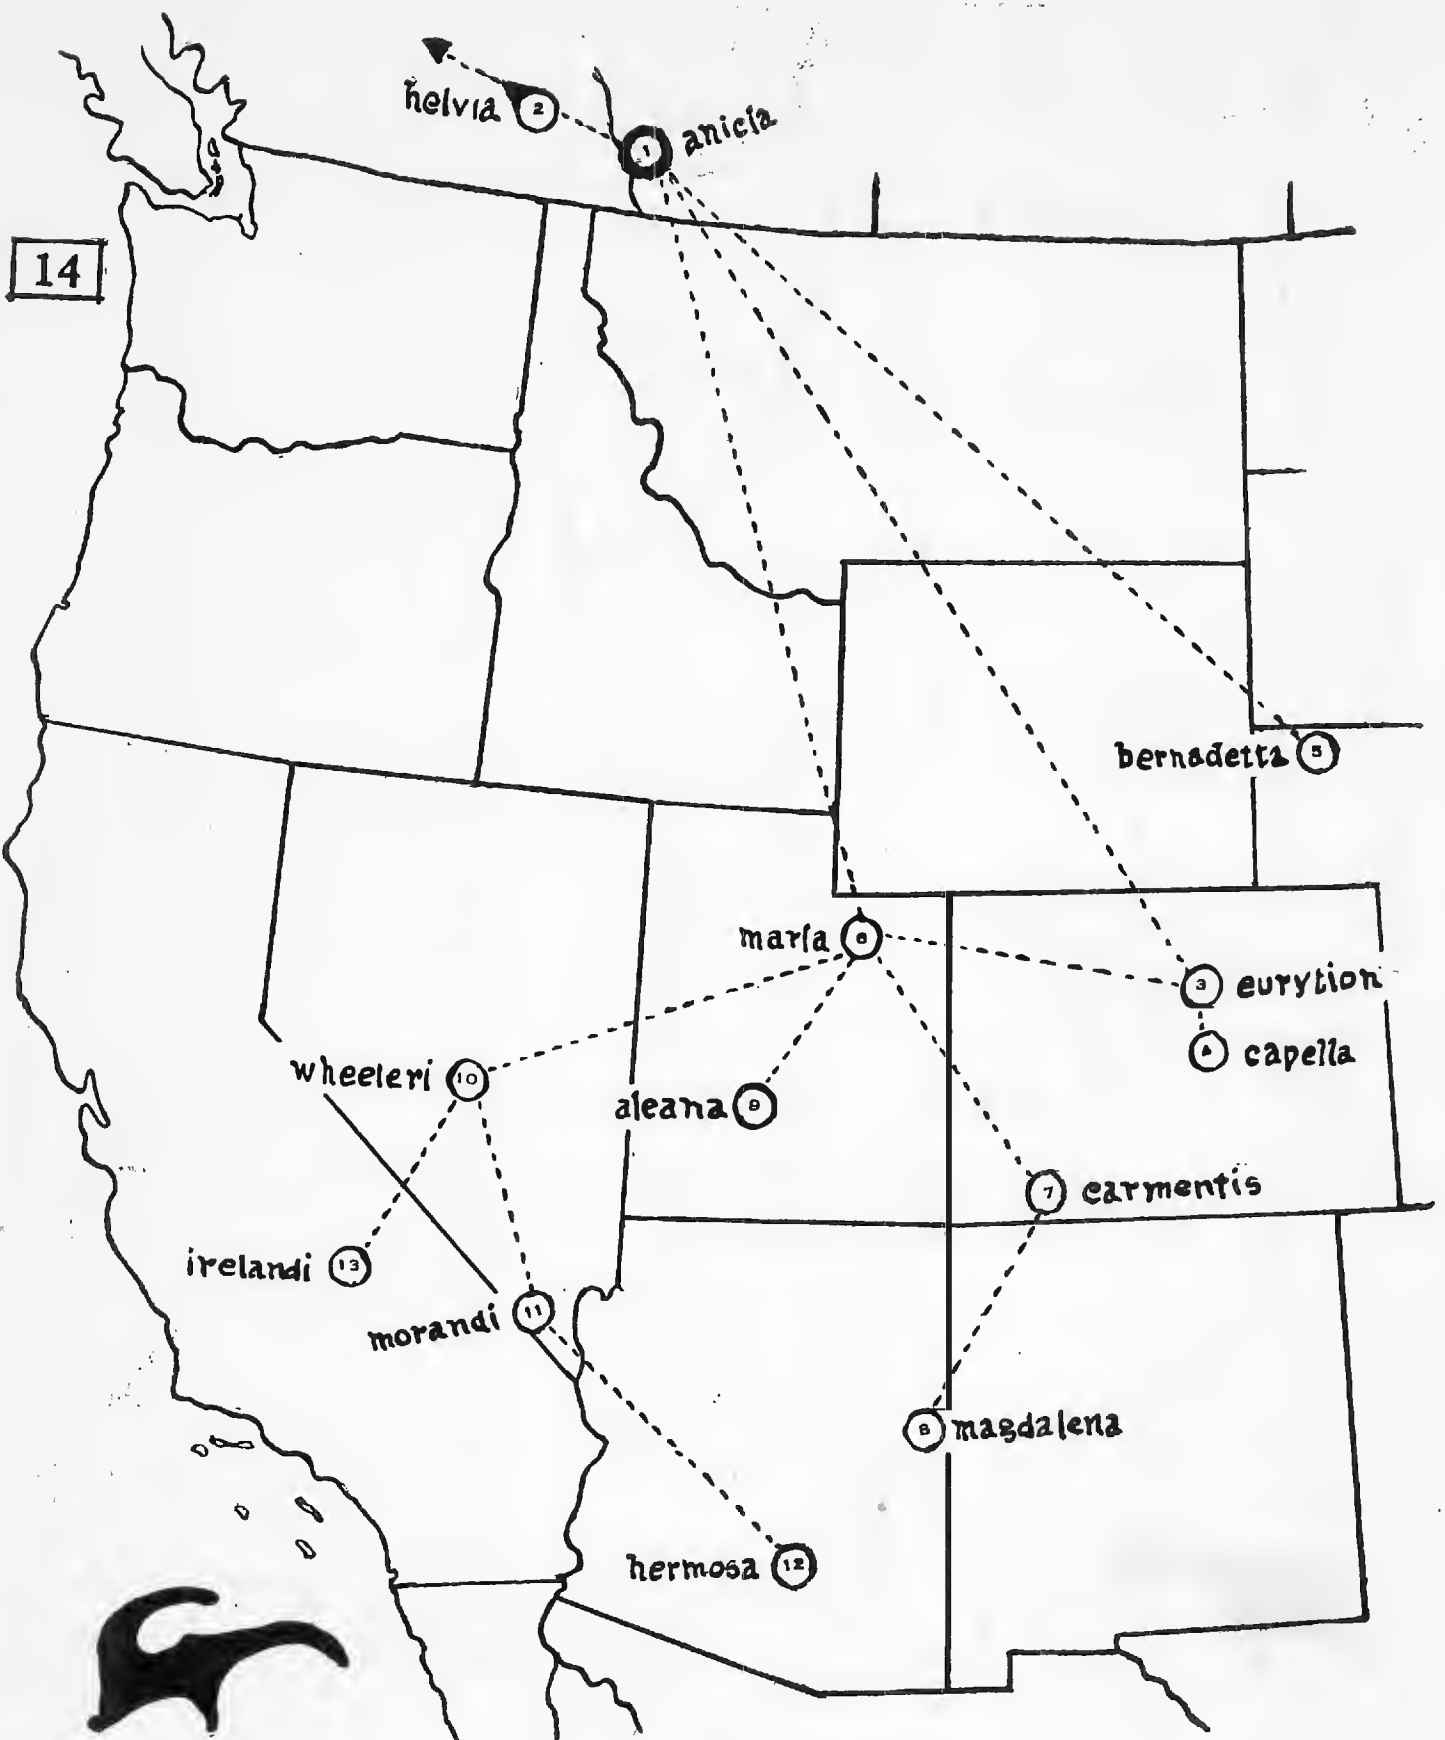 helvia 2
1 anicia
14
bernadetta 5
maria 6
3 eurytion
4 capella
wheeleri 10
aleana 9
7 carmentis
irelandi 13
morandi 11
8 magdalena
hermosa 12